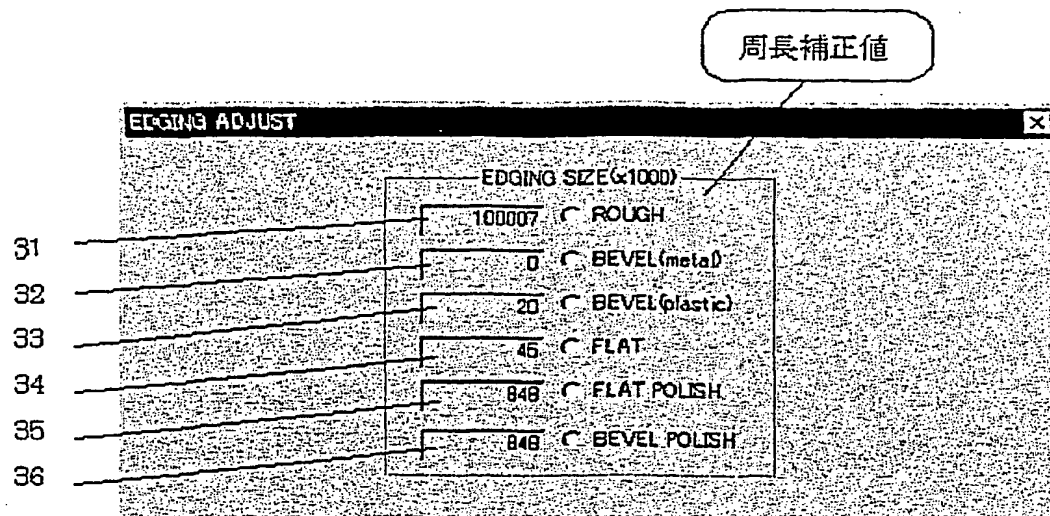 周長補正値
EDGING ADJUST
EDGING SIZE(x1000)
31 100007 ROUGH
32 0 BEVEL(metal)
33 20 BEVEL(plastic)
34 45 FLAT
35 848 FLAT POLISH
36 848 BEVEL POLISH